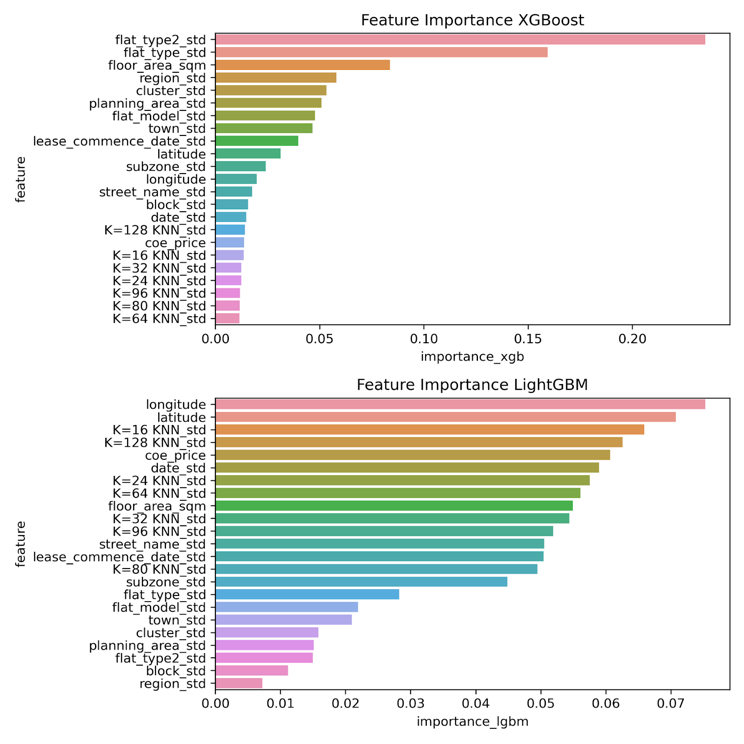 Feature Importance XGBoost
feature
flat_type2_std
flat_type_std
floor_area_sqm
region_std
cluster_std
planning_area_std
flat_model_std
town_std
lease_commence_date_std
latitude
subzone_std
longitude
street_name_std
block_std
date_std
K=128 KNN_std
coe_price
K=16 KNN_std
K=32 KNN_std
K=24 KNN_std
K=96 KNN_std
K=80 KNN_std
K=64 KNN_std
0.00 0.05 0.10 0.15 0.20
importance_xgb
Feature Importance LightGBM
feature
longitude
latitude
K=16 KNN_std
K=128 KNN_std
coe_price
date_std
K=24 KNN_std
K=64 KNN_std
floor_area_sqm
K=32 KNN_std
K=96 KNN_std
street_name_std
lease_commence_date_std
K=80 KNN_std
subzone_std
flat_type_std
flat_model_std
town_std
cluster_std
planning_area_std
flat_type2_std
block_std
region_std
0.00 0.01 0.02 0.03 0.04 0.05 0.06 0.07
importance_lgbm